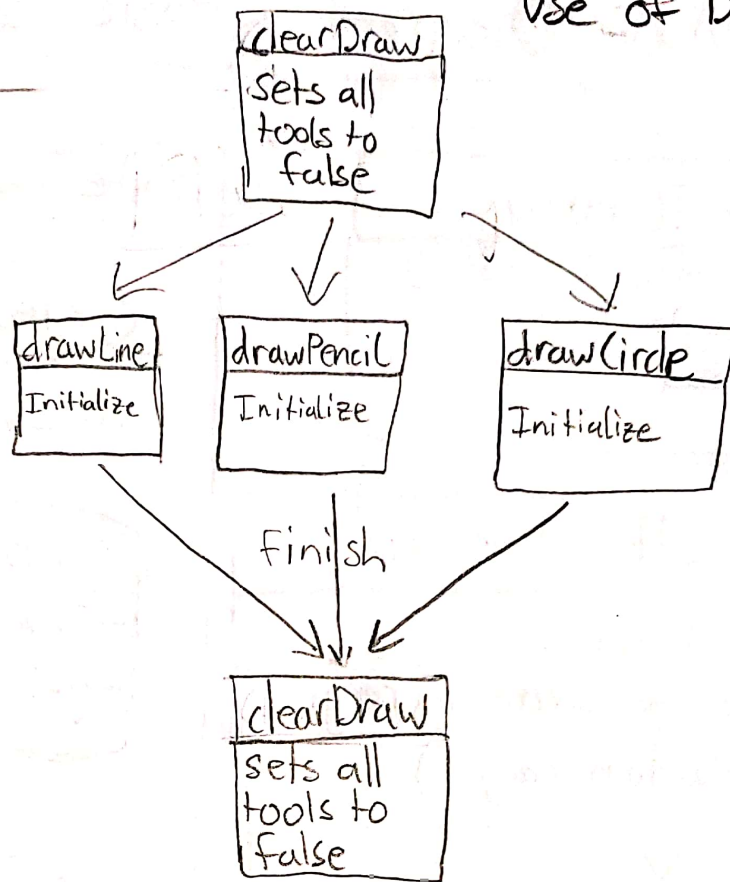 Use of D
clearDraw
sets all
tools to
false
drawLine
Initialize
drawPencil
Initialize
drawCircle
Initialize
finish
clearDraw
sets all
tools to
false